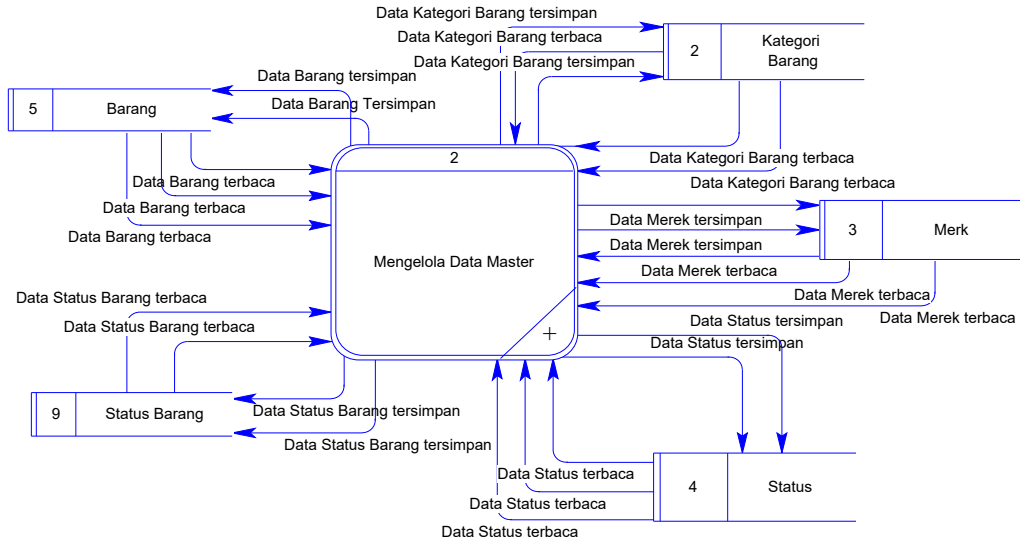 Data Kategori Barang tersimpan
Data Kategori Barang terbaca
Data Kategori Barang tersimpan
2
Kategori
Barang
Data Barang tersimpan
5
Barang
Data Barang Tersimpan
2
Data Kategori Barang terbaca
Data Barang terbaca
Data Kategori Barang terbaca
Data Barang terbaca
Data Merek tersimpan
3
Merk
Data Barang terbaca
Data Merek tersimpan
Mengelola Data Master
Data Merek terbaca
Data Status Barang terbaca
Data Merek terbaca
Data Status Barang terbaca
Data Status tersimpan
Data Merek terbaca
+
Data Status tersimpan
9
Status Barang
Data Status Barang tersimpan
Data Status Barang tersimpan
Data Status terbaca
4
Status
Data Status terbaca
Data Status terbaca